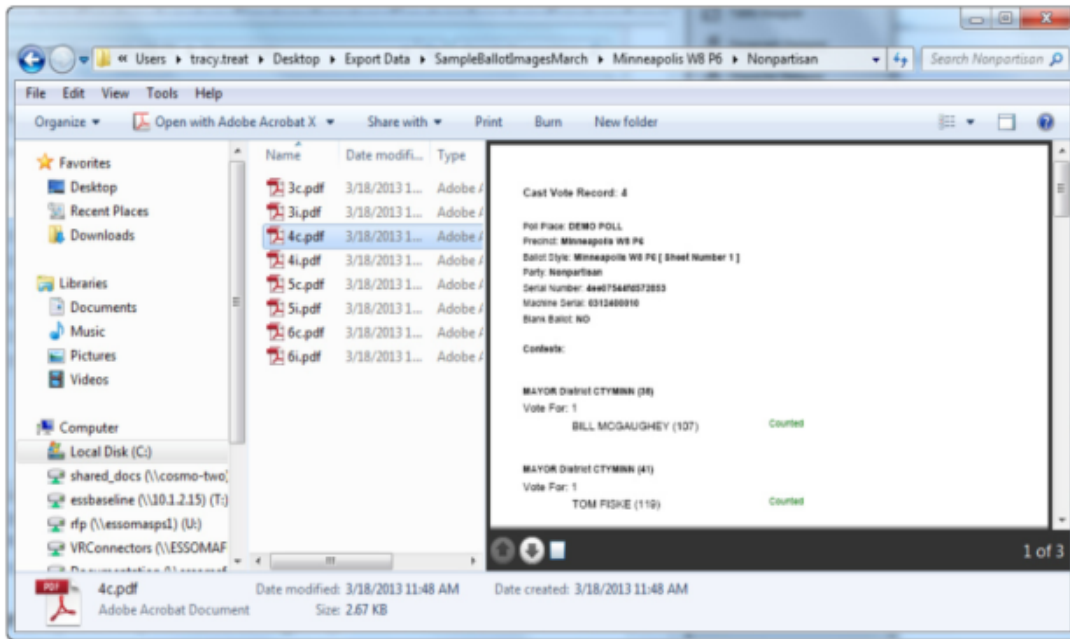 « Users ▸ tracy.treat ▸ Desktop ▸ Export Data ▸ SampleBallotImagesMarch ▸ Minneapolis W8 P6 ▸ Nonpartisan
Search Nonpartisan
File Edit View Tools Help
Organize Open with Adobe Acrobat X Share with Print Burn New folder
Favorites
Desktop
Recent Places
Downloads
Libraries
Documents
Music
Pictures
Videos
Computer
Local Disk (C:)
shared_docs (\\cosmo-two)
essbaseline (\\10.1.2.15) (T:)
rfp (\\essomasps1) (U:)
VRConnectors (\\ESSOMAF
Name Date modifi... Type
3c.pdf 3/18/2013 1... Adobe A
3i.pdf 3/18/2013 1... Adobe A
4c.pdf 3/18/2013 1... Adobe A
4i.pdf 3/18/2013 1... Adobe A
5c.pdf 3/18/2013 1... Adobe A
5i.pdf 3/18/2013 1... Adobe A
6c.pdf 3/18/2013 1... Adobe A
6i.pdf 3/18/2013 1... Adobe A
Cast Vote Record: 4
Poll Place: DEMO POLL
Precinct: Minneapolis W8 P6
Ballot Style: Minneapolis W8 P6 [ Sheet Number 1 ]
Party: Nonpartisan
Serial Number:
Machine Serial: 0312400010
Blank Ballot: NO
Contests:
MAYOR District CTYMINN (38)
Vote For: 1
BILL MCGAUGHEY (107) Counted
MAYOR District CTYMINN (41)
Vote For: 1
TOM FISKE (119) Counted
1 of 3
PDF
4c.pdf Date modified: 3/18/2013 11:48 AM Date created: 3/18/2013 11:48 AM
Adobe Acrobat Document Size: 2.67 KB